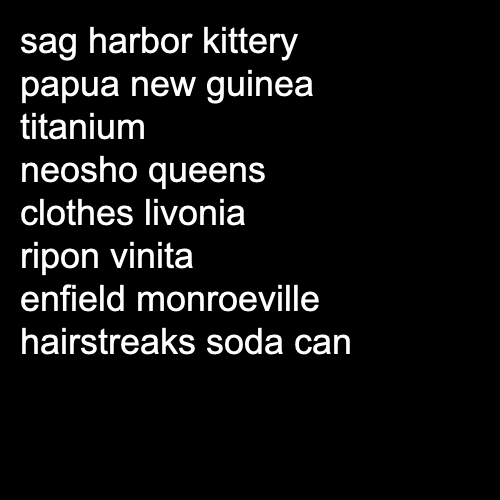 sag harbor kittery
papua new guinea
titanium
neosho queens
clothes livonia
ripon vinita
enfield monroeville
hairstreaks soda can